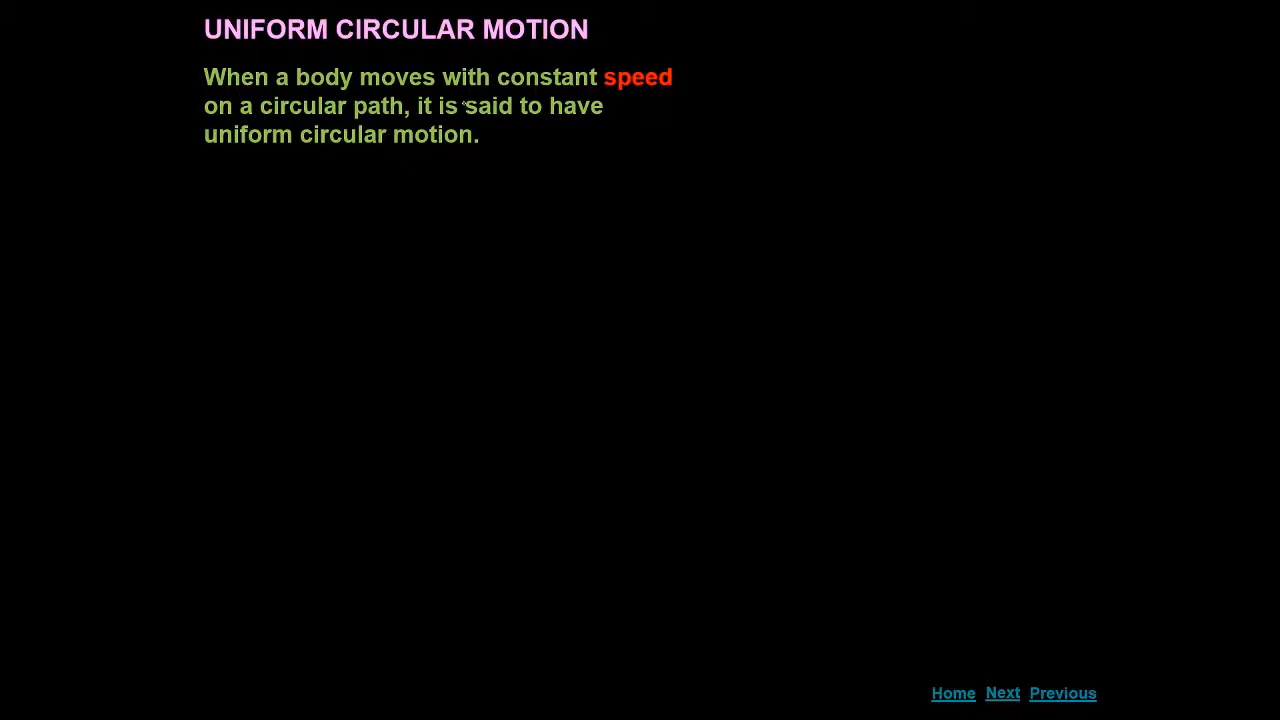 UNIFORM CIRCULAR MOTION
When a body moves with constant speed
on a circular path, it is said to have
uniform circular motion.
Home Next Previous